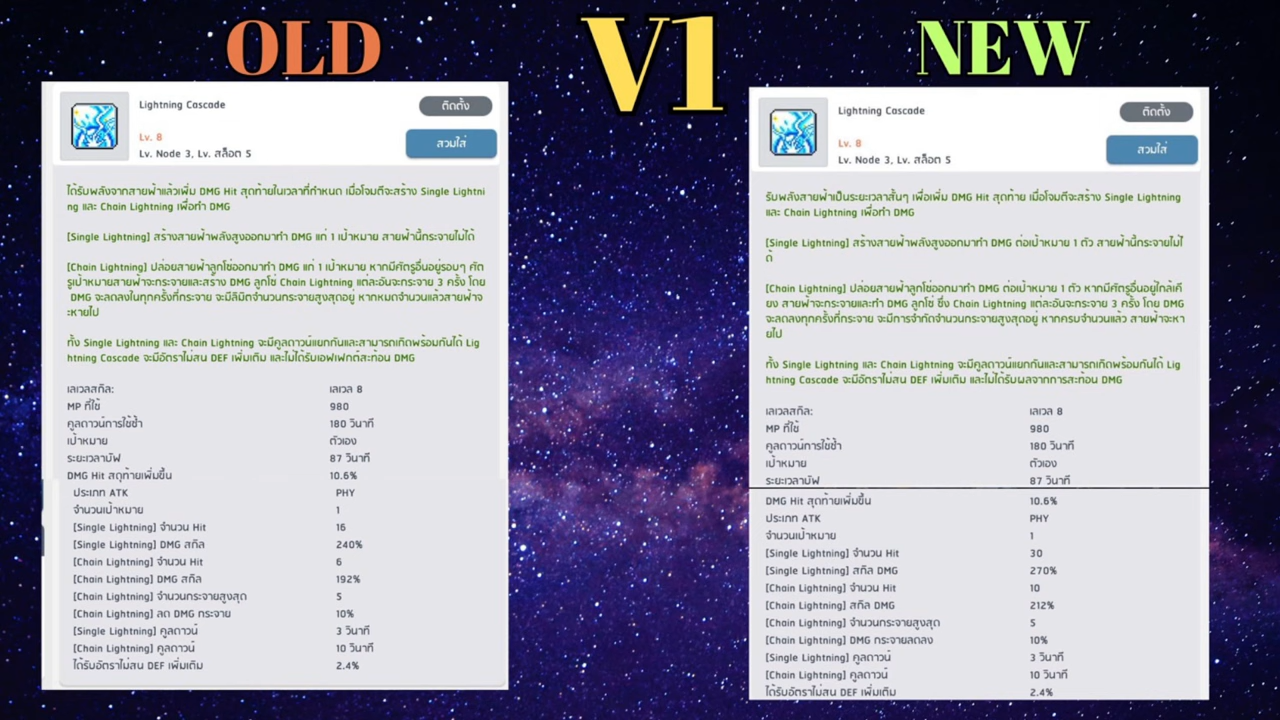 OLD
V1
NEW
Lightning Cascade
ติดตั้ง
Lv. 8
สวมใส่
Lv. Node 3, Lv. สล็อต 5
ได้รับพลังจากสายฟ้าแล้วเพิ่ม DMG Hit สุดท้ายในเวลาที่กำหนด เมื่อโจมตีจะสร้าง Single Lightni
ng และ Chain Lightning เพื่อทำ DMG
[Single Lightning] สร้างสายฟ้าพลังสูงออกมาทำ DMG แก่ 1 เป้าหมาย สายฟ้านี้กระจายไม่ได้
[Chain Lightning] ปล่อยสายฟ้าลูกโซ่ออกมาทำ DMG แก่ 1 เป้าหมาย หากมีศัตรูอื่นอยู่รอบๆ ศัต
รูเป้าหมายสายฟ้าจะกระจายและสร้าง DMG ลูกโซ่ Chain Lightning แต่ละอันจะกระจาย 3 ครั้ง โดย
DMG จะลดลงในทุกครั้งที่กระจาย จะมีลิมิตจำนวนกระจายสูงสุดอยู่ หากหมดจำนวนแล้วสายฟ้าจ
ะหายไป
ทั้ง Single Lightning และ Chain Lightning จะมีคูลดาวน์แยกกันและสามารถเกิดพร้อมกันได้ Lig
htning Cascade จะมีอัตราไม่สน DEF เพิ่มเติม และไม่ได้รับเอฟเฟกต์สะท้อน DMG
เลเวลสกิล: เลเวล 8
MP ที่ใช้ 980
คูลดาวน์การใช้ซ้ำ 180 วินาที
เป้าหมาย ตัวเอง
ระยะเวลาบัฟ 87 วินาที
DMG Hit สุดท้ายเพิ่มขึ้น 10.6%
ประเภท ATK PHY
จำนวนเป้าหมาย 1
[Single Lightning] จำนวน Hit 16
[Single Lightning] DMG สกิล 240%
[Chain Lightning] จำนวน Hit 6
[Chain Lightning] DMG สกิล 192%
[Chain Lightning] จำนวนกระจายสูงสุด 5
[Chain Lightning] ลด DMG กระจาย 10%
[Single Lightning] คูลดาวน์ 3 วินาที
[Chain Lightning] คูลดาวน์ 10 วินาที
ได้รับอัตราไม่สน DEF เพิ่มเติม 2.4%
Lightning Cascade
ติดตั้ง
Lv. 8
สวมใส่
Lv. Node 3, Lv. สล็อต 5
รับพลังสายฟ้าเป็นระยะเวลาสั้นๆ เพื่อเพิ่ม DMG Hit สุดท้าย เมื่อโจมตีจะสร้าง Single Lightning
และ Chain Lightning เพื่อทำ DMG
[Single Lightning] สร้างสายฟ้าพลังสูงออกมาทำ DMG ต่อเป้าหมาย 1 ตัว สายฟ้านี้กระจายไม่ไ
ด้
[Chain Lightning] ปล่อยสายฟ้าลูกโซ่ออกมาทำ DMG ต่อเป้าหมาย 1 ตัว หากมีศัตรูอื่นอยู่ใกล้เคี
ยง สายฟ้าจะกระจายและทำ DMG ลูกโซ่ ซึ่ง Chain Lightning แต่ละอันจะกระจาย 3 ครั้ง โดย DMG
จะลดลงทุกครั้งที่กระจาย จะมีการจำกัดจำนวนกระจายสูงสุดอยู่ หากครบจำนวนแล้ว สายฟ้าจะหา
ยไป
ทั้ง Single Lightning และ Chain Lightning จะมีคูลดาวน์แยกกันและสามารถเกิดพร้อมกันได้ Lig
htning Cascade จะมีอัตราไม่สน DEF เพิ่มเติม และไม่ได้รับผลจากการสะท้อน DMG
เลเวลสกิล: เลเวล 8
MP ที่ใช้ 980
คูลดาวน์การใช้ซ้ำ 180 วินาที
เป้าหมาย ตัวเอง
ระยะเวลาบัฟ 87 วินาที
DMG Hit สุดท้ายเพิ่มขึ้น 10.6%
ประเภท ATK PHY
จำนวนเป้าหมาย 1
[Single Lightning] จำนวน Hit 30
[Single Lightning] สกิล DMG 270%
[Chain Lightning] จำนวน Hit 10
[Chain Lightning] สกิล DMG 212%
[Chain Lightning] จำนวนกระจายสูงสุด 5
[Chain Lightning] DMG กระจายลดลง 10%
[Single Lightning] คูลดาวน์ 3 วินาที
[Chain Lightning] คูลดาวน์ 10 วินาที
ได้รับอัตราไม่สน DEF เพิ่มเติม 2.4%